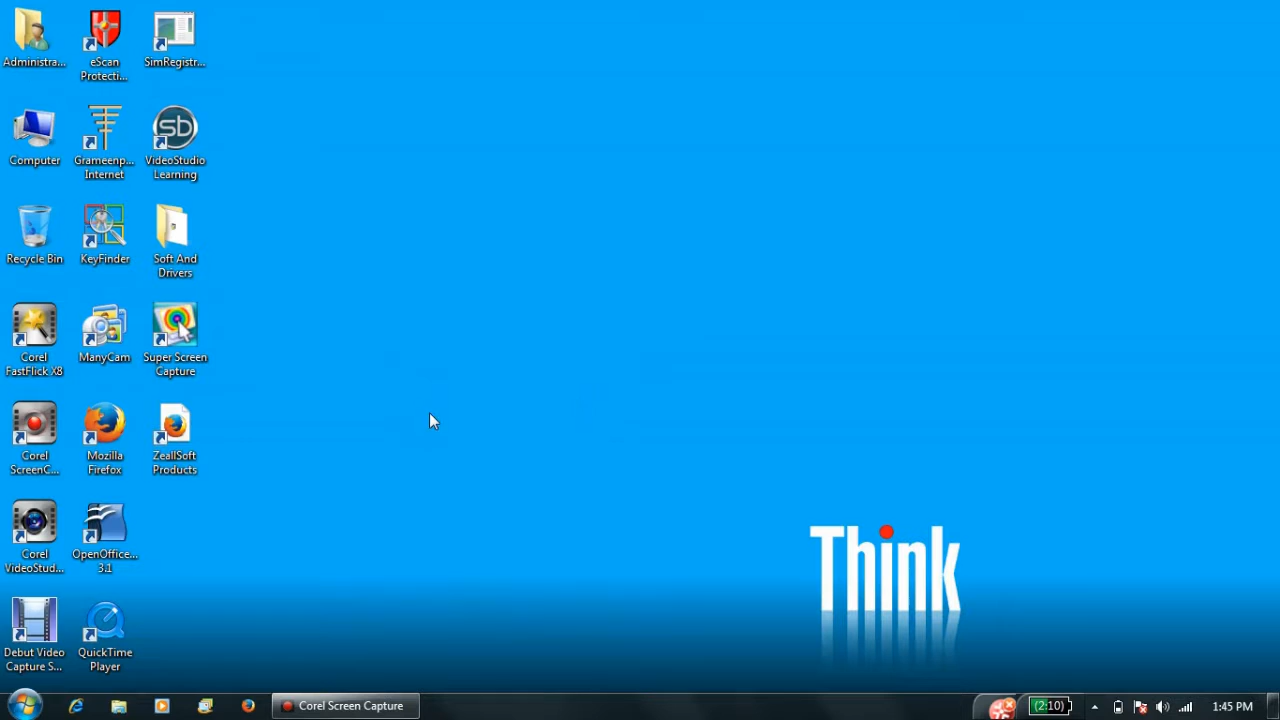 Administra...
eScan
Protecti...
SimRegistr...
Computer
Grameenp...
Internet
sb
VideoStudio
Learning
Recycle Bin
KeyFinder
Soft And
Drivers
Corel
FastFlick X8
ManyCam
Super Screen
Capture
Corel
ScreenC...
Mozilla
Firefox
ZeallSoft
Products
Corel
VideoStud...
OpenOffice...
3.1
Think
Debut Video
Capture S...
QuickTime
Player
Corel Screen Capture
(2:10)
1:45 PM